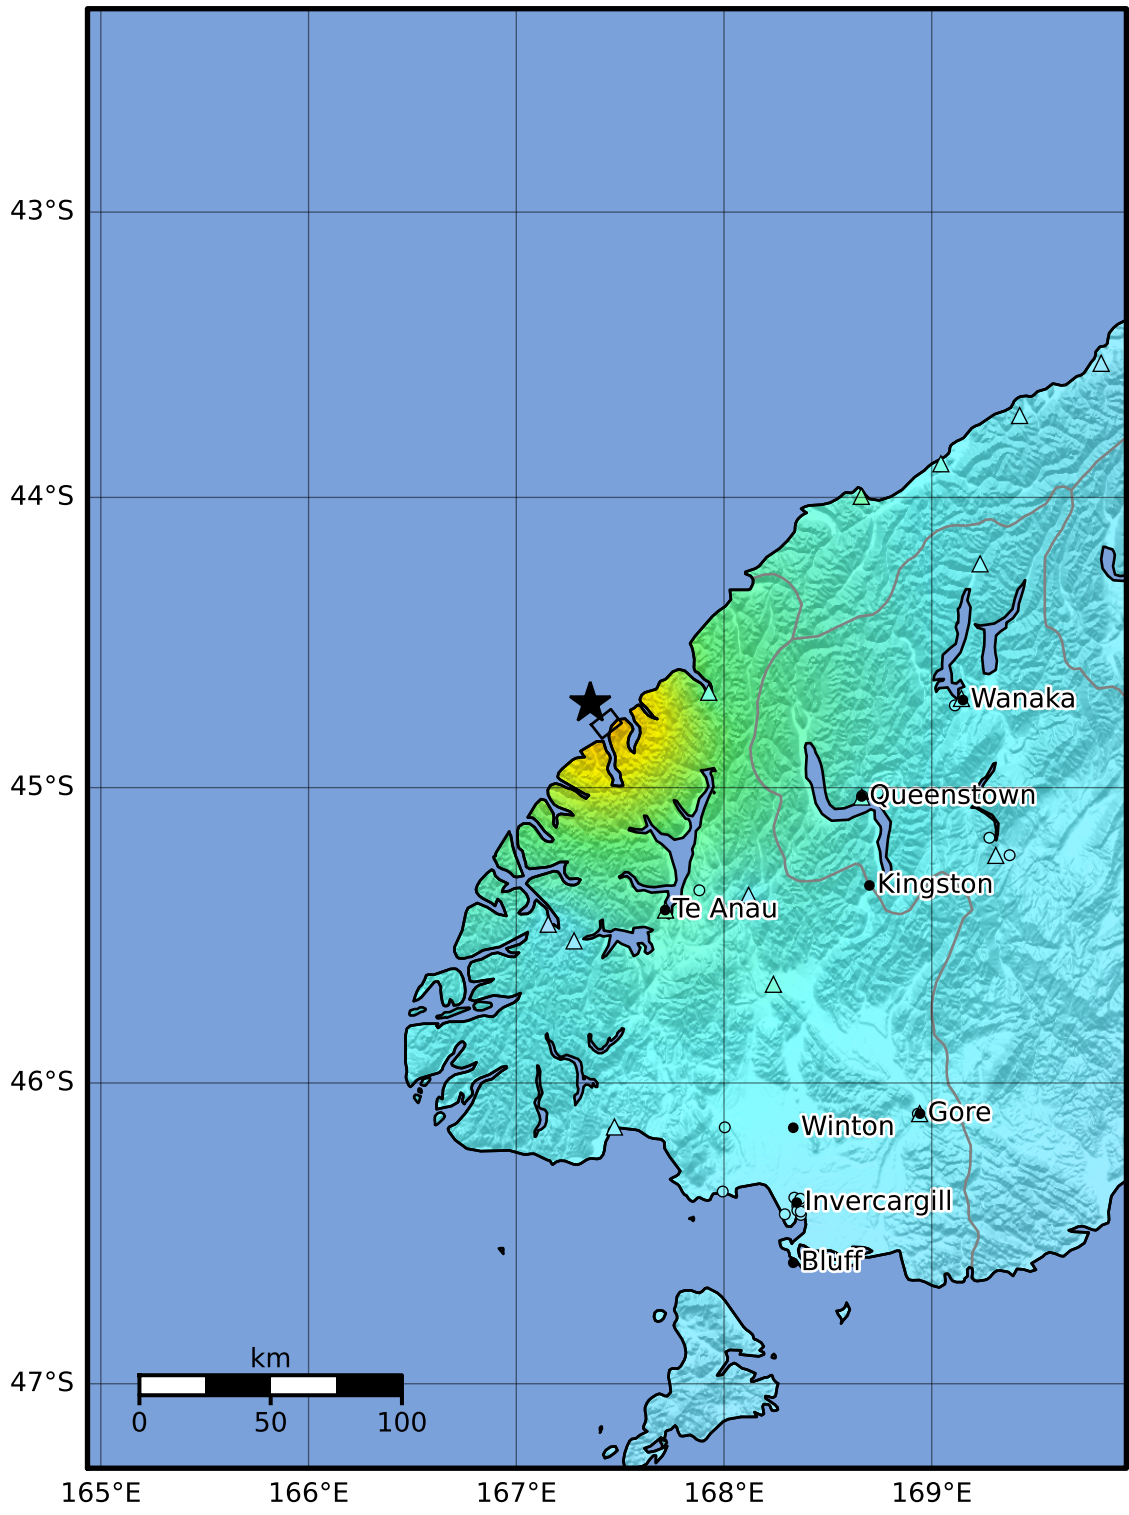 43°S
44°S
Wanaka
45°S
Queenstown
Kingston
Te Anau
46°S
Gore
Winton
Invercargill
Bluff
km
47°S
0 50 100
165°E 166°E 167°E 168°E 169°E